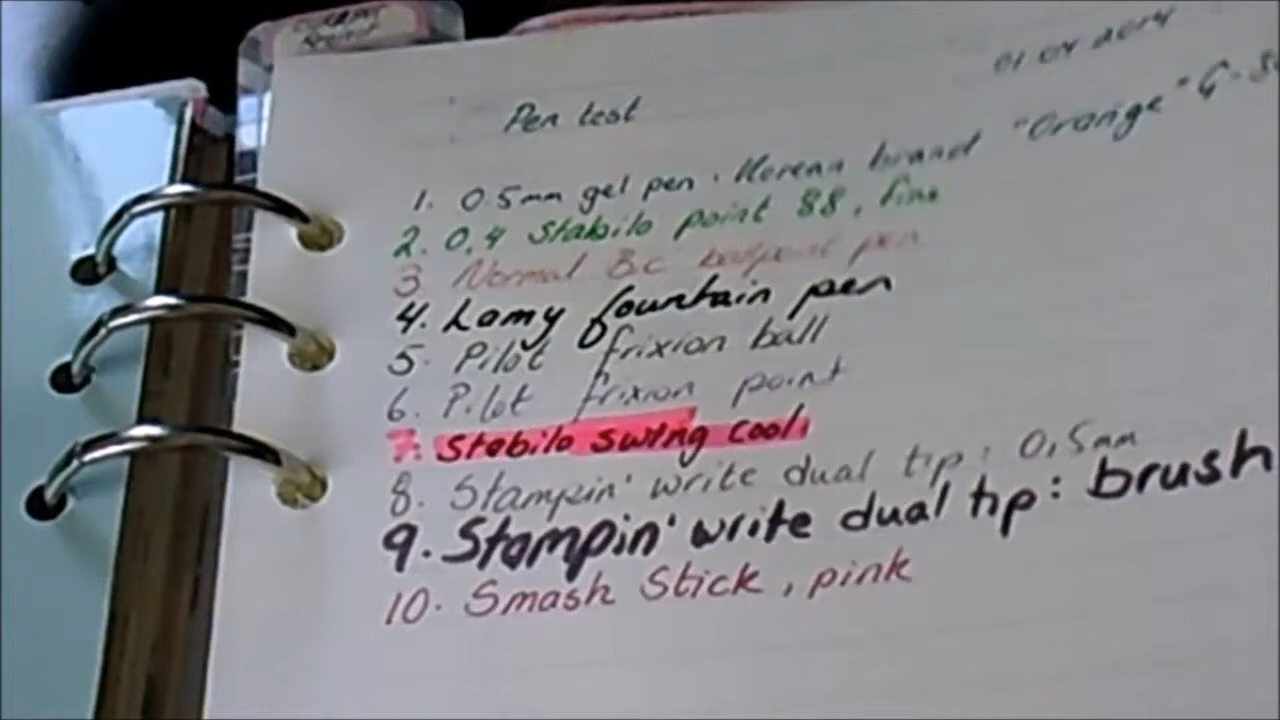 01 04 2014
Pen test
1. 0.5mm gel pen. Korean brand "Orange" G-
2. 0,4 Stabilo point 88, fine
3 Normal Bic ballpoint pen
4. Lamy fountain pen
5. Pilot frixion ball
6. Pilot frixion point
7. Stabilo swing cool.
8. Stampin' write dual tip: 0,5mm
9. Stampin' write dual tip: brush
10. Smash Stick, pink